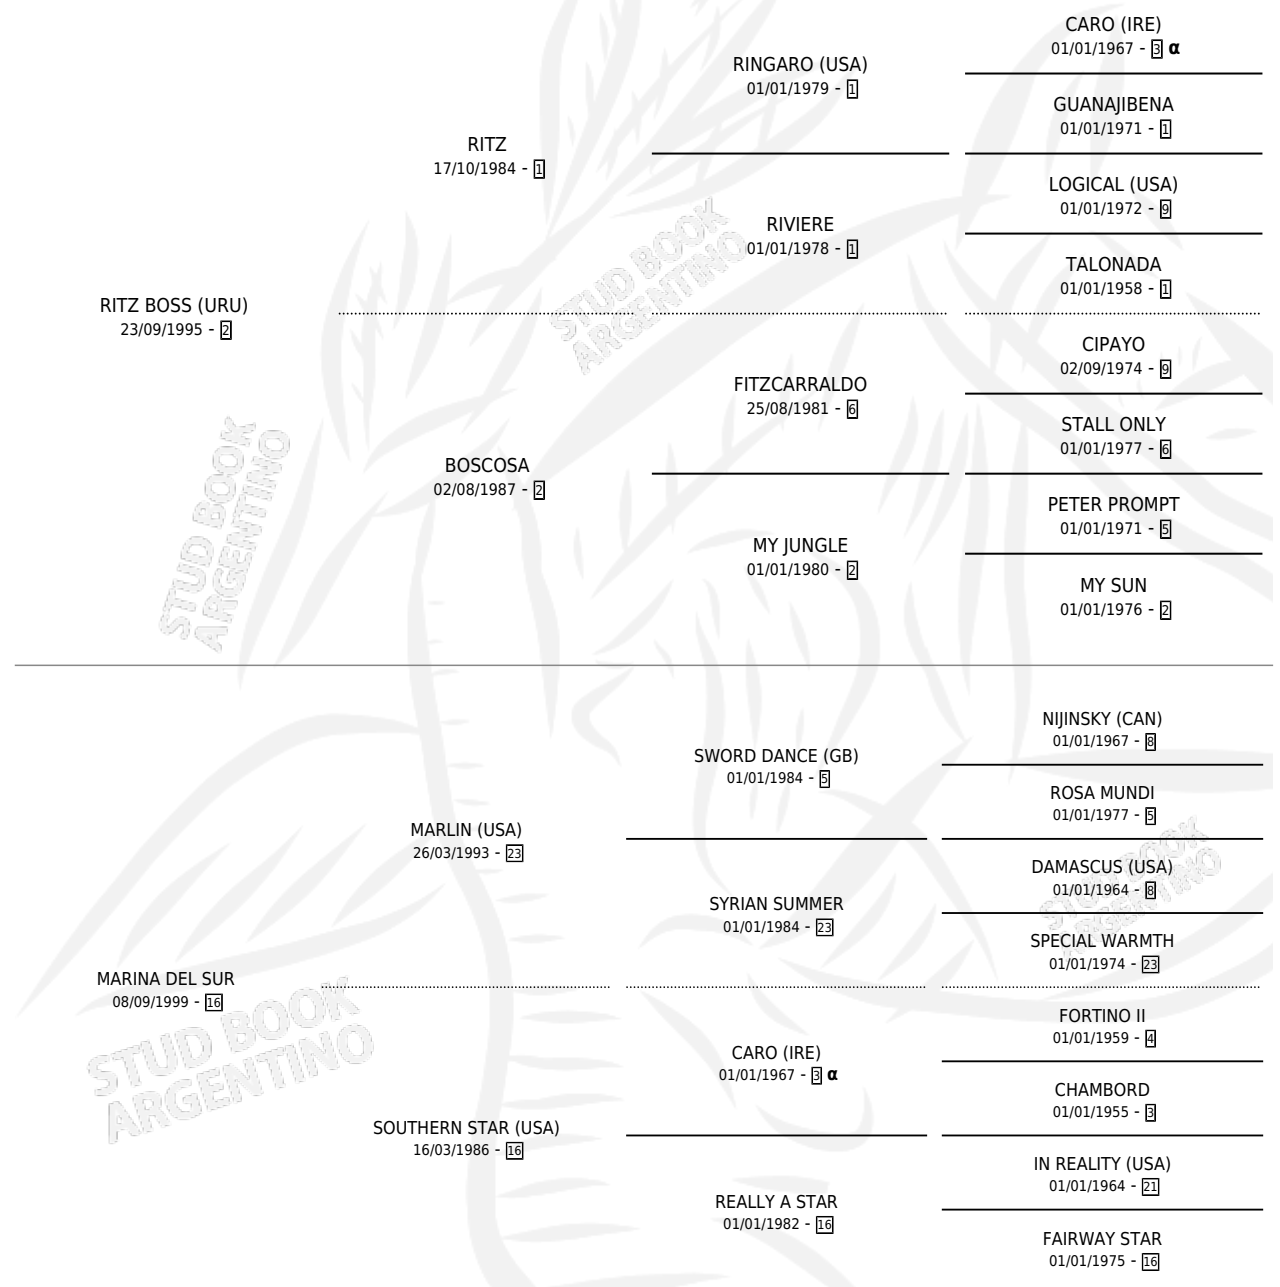 RITZ BOSS (URU)
23/09/1995 - 2
RITZ
17/10/1984 - 1
BOSCOSA
02/08/1987 - 2
RINGARO (USA)
01/01/1979 - 1
RIVIERE
01/01/1978 - 1
FITZCARRALDO
25/08/1981 - 6
MY JUNGLE
01/01/1980 - 2
CARO (IRE)
01/01/1967 - 3 α
GUANAJIBENA
01/01/1971 - 1
LOGICAL (USA)
01/01/1972 - 9
TALONADA
01/01/1958 - 1
CIPAYO
02/09/1974 - 9
STALL ONLY
01/01/1977 - 6
PETER PROMPT
01/01/1971 - 5
MY SUN
01/01/1976 - 2
MARINA DEL SUR
08/09/1999 - 16
MARLIN (USA)
26/03/1993 - 23
SOUTHERN STAR (USA)
16/03/1986 - 16
SWORD DANCE (GB)
01/01/1984 - 5
SYRIAN SUMMER
01/01/1984 - 23
CARO (IRE)
01/01/1967 - 3 α
REALLY A STAR
01/01/1982 - 16
NIJINSKY (CAN)
01/01/1967 - 8
ROSA MUNDI
01/01/1977 - 5
DAMASCUS (USA)
01/01/1964 - 8
SPECIAL WARMTH
01/01/1974 - 23
FORTINO II
01/01/1959 - 4
CHAMBORD
01/01/1955 - 3
IN REALITY (USA)
01/01/1964 - 21
FAIRWAY STAR
01/01/1975 - 16
STUD BOOK
ARGENTINO
STUD BOOK
ARGENTINO
STUD BOOK
ARGENTINO
STUD BOOK
ARGENTINO